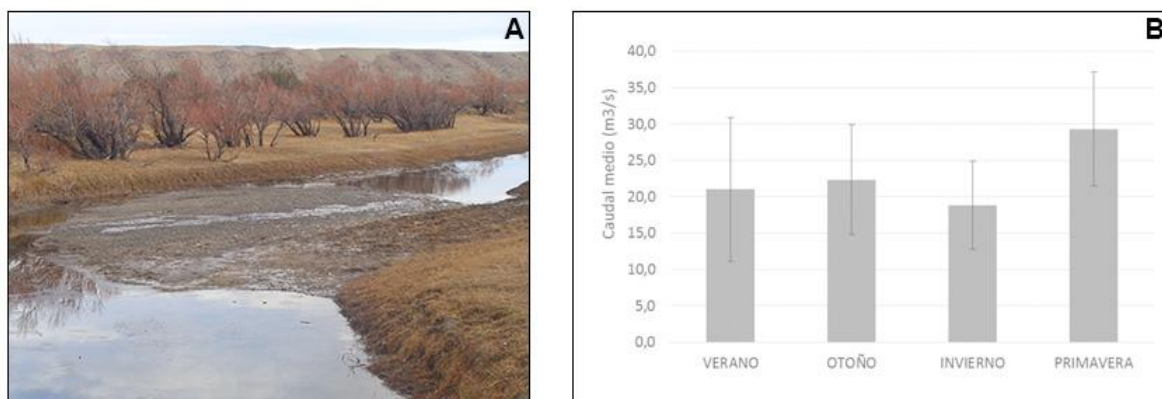 A
B
Caudal medio (m3/s)
40,0
35,0
30,0
25,0
20,0
15,0
10,0
5,0
0,0
VERANO OTOÑO INVIERNO PRIMAVERA